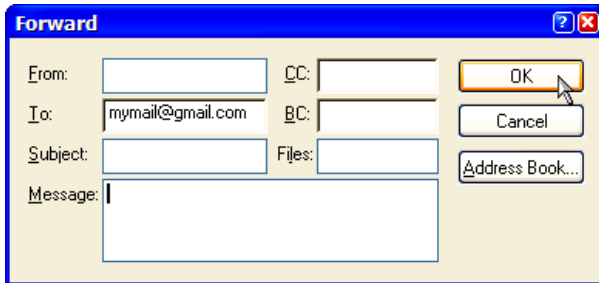 Forward
From: CC: OK
To: mymail@gmail.com BC: Cancel
Subject: Files: Address Book...
Message: